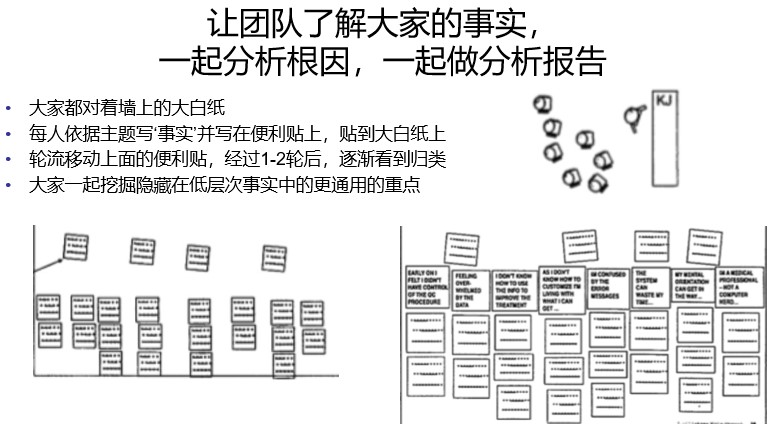 让团队了解大家的事实，
一起分析根因，一起做分析报告
• 大家都对着墙上的大白纸
• 每人依据主题写‘事实’并写在便利贴上，贴到大白纸上
• 轮流移动上面的便利贴，经过1-2轮后，逐渐看到归类
• 大家一起挖掘隐藏在低层次事实中的更通用的重点
KJ
EARLY ON I
FELT I DIDN'T
HAVE CONTROL
OF THE QC
PROCEDURE
FEELING
OVER-
WHELMED
BY THE
DATA
I DON'T KNOW
HOW TO USE
THE INFO TO
IMPROVE THE
TREATMENT
AS I DON'T
KNOW HOW TO
CUSTOMIZE I'M
LIVING WITH
WHAT I CAN
GET ...
IM CONFUSED
BY THE
ERROR
MESSAGES
THE
SYSTEM
CAN
WASTE MY
TIME...
MY MENTAL
ORIENTATION
CAN GET IN
THE WAY...
IM A MEDICAL
PROFESSIONAL
-- NOT A
COMPUTER
NERD...